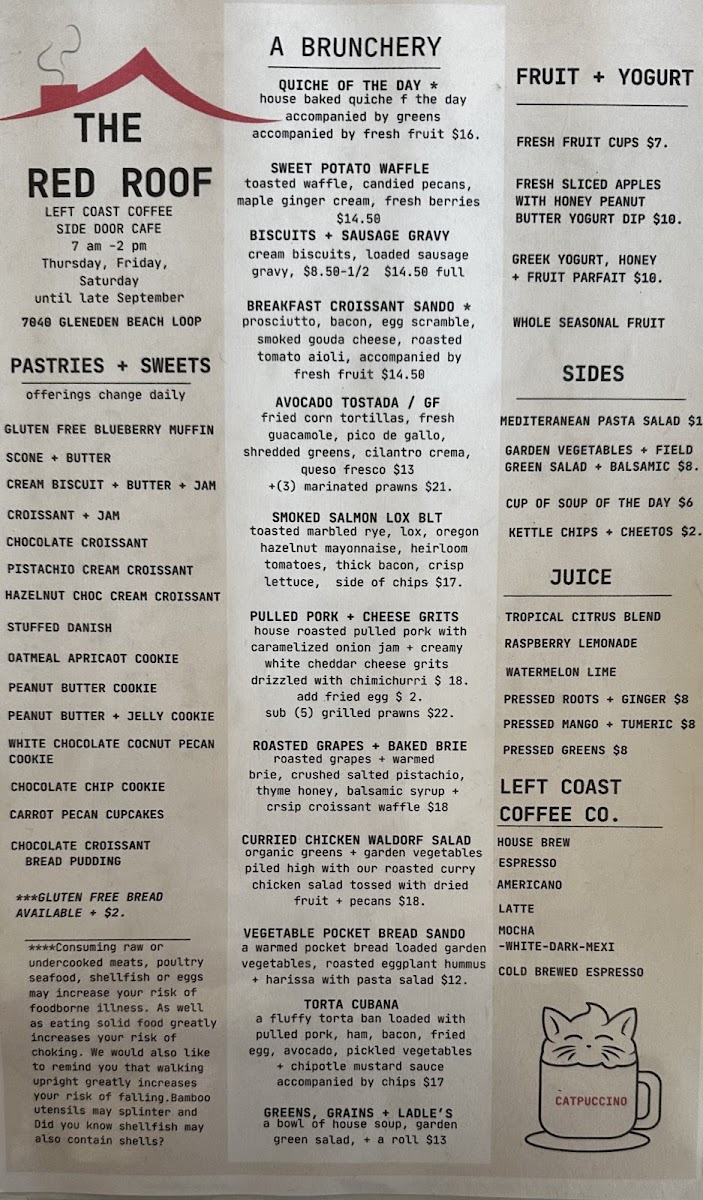 THE
RED ROOF
LEFT COAST COFFEE
SIDE DOOR CAFE
7 am -2 pm
Thursday, Friday,
Saturday
until late September
7040 GLENEDEN BEACH LOOP
PASTRIES + SWEETS
offerings change daily
GLUTEN FREE BLUEBERRY MUFFIN
SCONE + BUTTER
CREAM BISCUIT + BUTTER + JAM
CROISSANT + JAM
CHOCOLATE CROISSANT
PISTACHIO CREAM CROISSANT
HAZELNUT CHOC CREAM CROISSANT
STUFFED DANISH
OATMEAL APRICAOT COOKIE
PEANUT BUTTER COOKIE
PEANUT BUTTER + JELLY COOKIE
WHITE CHOCOLATE COCNUT PECAN
COOKIE
CHOCOLATE CHIP COOKIE
CARROT PECAN CUPCAKES
CHOCOLATE CROISSANT
BREAD PUDDING
***GLUTEN FREE BREAD
AVAILABLE + $2.
****Consuming raw or
undercooked meats, poultry
seafood, shellfish or eggs
may increase your risk of
foodborne illness. As well
as eating solid food greatly
increases your risk of
choking. We would also like
to remind you that walking
upright greatly increases
your risk of falling.Bamboo
utensils may splinter and
Did you know shellfish may
also contain shells?
A BRUNCHERY
QUICHE OF THE DAY *
house baked quiche f the day
accompanied by greens
accompanied by fresh fruit $16.
SWEET POTATO WAFFLE
toasted waffle, candied pecans,
maple ginger cream, fresh berries
$14.50
BISCUITS + SAUSAGE GRAVY
cream biscuits, loaded sausage
gravy, $8.50-1/2 $14.50 full
BREAKFAST CROISSANT SANDO *
prosciutto, bacon, egg scramble,
smoked gouda cheese, roasted
tomato aioli, accompanied by
fresh fruit $14.50
AVOCADO TOSTADA / GF
fried corn tortillas, fresh
guacamole, pico de gallo,
shredded greens, cilantro crema,
queso fresco $13
+(3) marinated prawns $21.
SMOKED SALMON LOX BLT
toasted marbled rye, lox, oregon
hazelnut mayonnaise, heirloom
tomatoes, thick bacon, crisp
lettuce, side of chips $17.
PULLED PORK + CHEESE GRITS
house roasted pulled pork with
caramelized onion jam + creamy
white cheddar cheese grits
drizzled with chimichurri $ 18.
add fried egg $ 2.
sub (5) grilled prawns $22.
ROASTED GRAPES + BAKED BRIE
roasted grapes + warmed
brie, crushed salted pistachio,
thyme honey, balsamic syrup +
crsip croissant waffle $18
CURRIED CHICKEN WALDORF SALAD
organic greens + garden vegetables
piled high with our roasted curry
chicken salad tossed with dried
fruit + pecans $18.
VEGETABLE POCKET BREAD SANDO
a warmed pocket bread loaded garden
vegetables, roasted eggplant hummus
+ harissa with pasta salad $12.
TORTA CUBANA
a fluffy torta ban loaded with
pulled pork, ham, bacon, fried
egg, avocado, pickled vegetables
+ chipotle mustard sauce
accompanied by chips $17
GREENS, GRAINS + LADLE'S
a bowl of house soup, garden
green salad, + a roll $13
FRUIT + YOGURT
FRESH FRUIT CUPS $7.
FRESH SLICED APPLES
WITH HONEY PEANUT
BUTTER YOGURT DIP $10.
GREEK YOGURT, HONEY
+ FRUIT PARFAIT $10.
WHOLE SEASONAL FRUIT
SIDES
MEDITERANEAN PASTA SALAD $1
GARDEN VEGETABLES + FIELD
GREEN SALAD + BALSAMIC $8.
CUP OF SOUP OF THE DAY $6
KETTLE CHIPS + CHEETOS $2.
JUICE
TROPICAL CITRUS BLEND
RASPBERRY LEMONADE
WATERMELON LIME
PRESSED ROOTS + GINGER $8
PRESSED MANGO + TUMERIC $8
PRESSED GREENS $8
LEFT COAST
COFFEE CO.
HOUSE BREW
ESPRESSO
AMERICANO
LATTE
MOCHA
-WHITE-DARK-MEXI
COLD BREWED ESPRESSO
CATPUCCINO